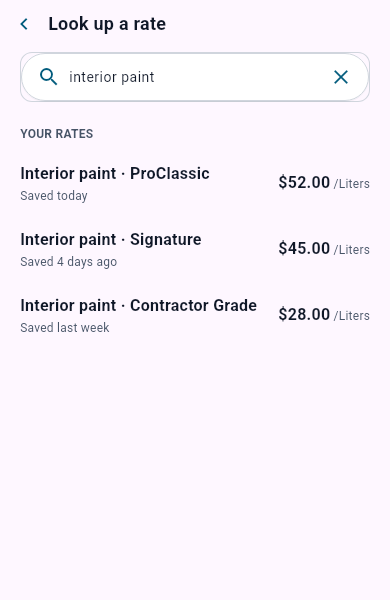 Look up a rate
interior paint
YOUR RATES
Interior paint · ProClassic
Saved today
$52.00 /Liters
Interior paint · Signature
Saved 4 days ago
$45.00 /Liters
Interior paint · Contractor Grade
Saved last week
$28.00 /Liters